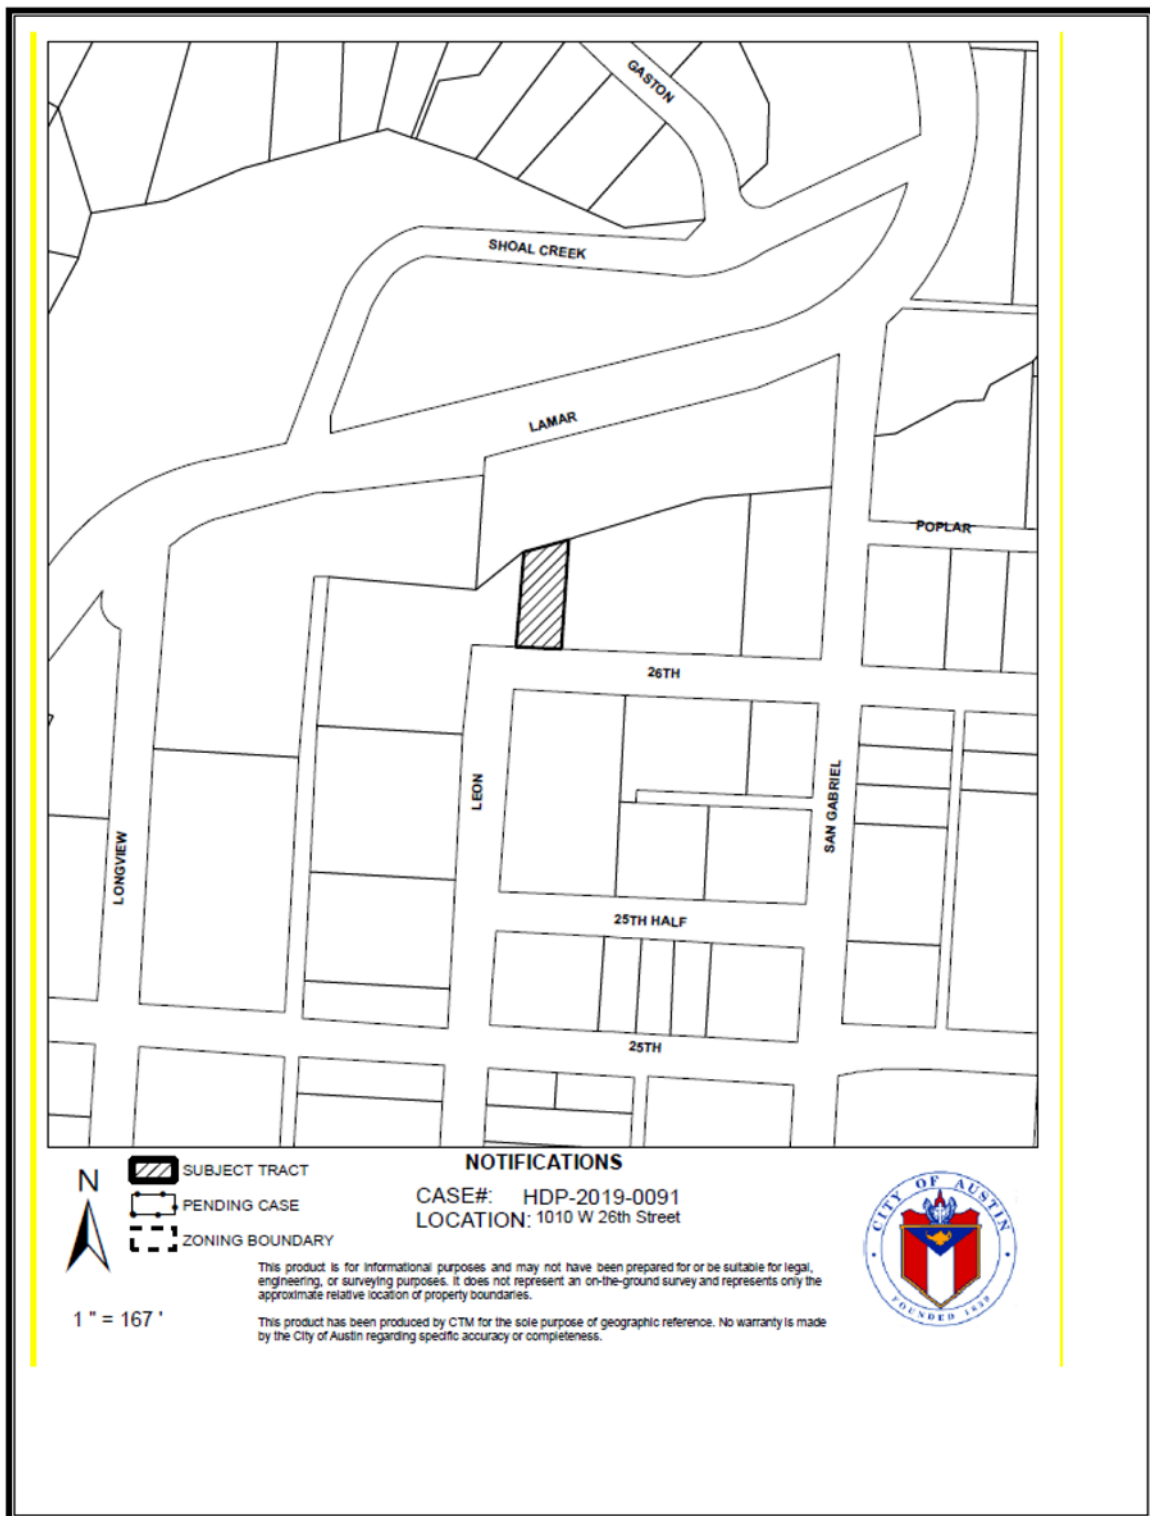 GASTON
SHOAL CREEK
LAMAR
POPLAR
26TH
LEON
SAN GABRIEL
LONGVIEW
25TH HALF
25TH
N
1 " = 167 '
SUBJECT TRACT
PENDING CASE
ZONING BOUNDARY
NOTIFICATIONS
CASE#: HDP-2019-0091
LOCATION: 1010 W 26th Street
This product is for informational purposes and may not have been prepared for or be suitable for legal,
engineering, or surveying purposes. It does not represent an on-the-ground survey and represents only the
approximate relative location of property boundaries.
This product has been produced by CTM for the sole purpose of geographic reference. No warranty is made
by the City of Austin regarding specific accuracy or completeness.
CITY OF AUSTIN
FOUNDED 1839